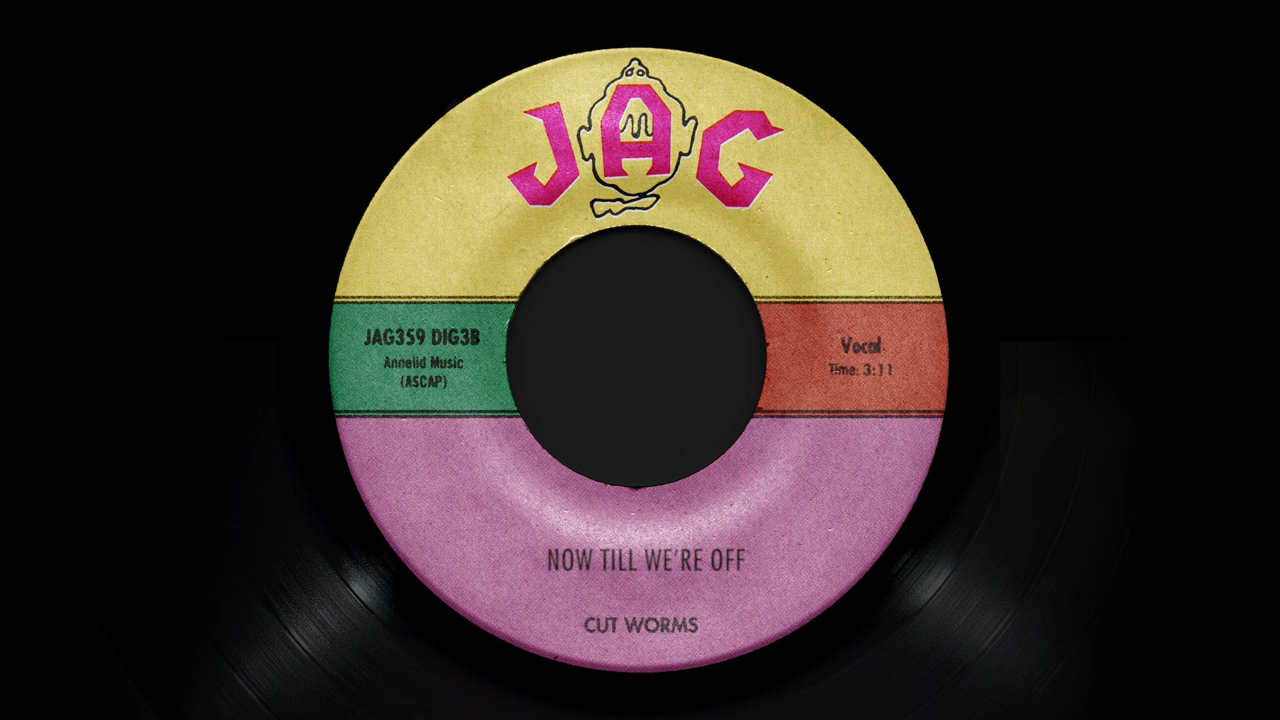 JAG
JAG359 DIG3B
Annelid Music
(ASCAP)
Vocal
Time: 3:11
NOW TILL WE'RE OFF
CUT WORMS